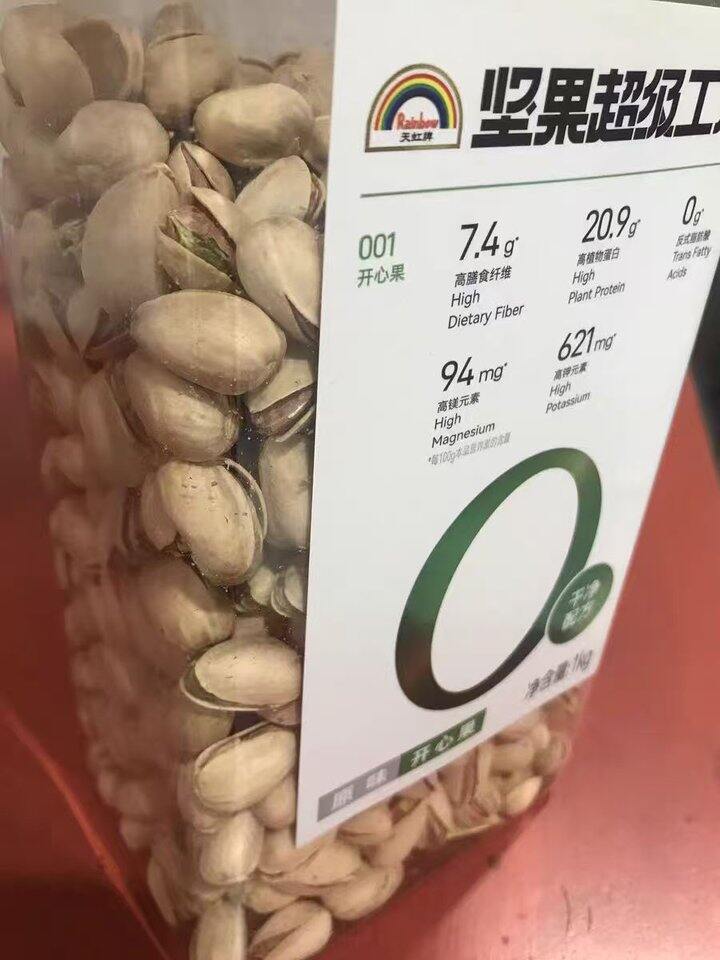 Rainbow
天虹牌
坚果超级工
001
开心果
7.4g*
高膳食纤维
High
Dietary Fiber
20.9g*
高植物蛋白
High
Plant Protein
0g*
反式脂肪酸
Trans Fatty
Acids
94mg*
高镁元素
High
Magnesium
621mg*
高钾元素
High
Potassium
*每100g本品营养素的含量
0
干净
配方
净含量:1kg
原味 开心果